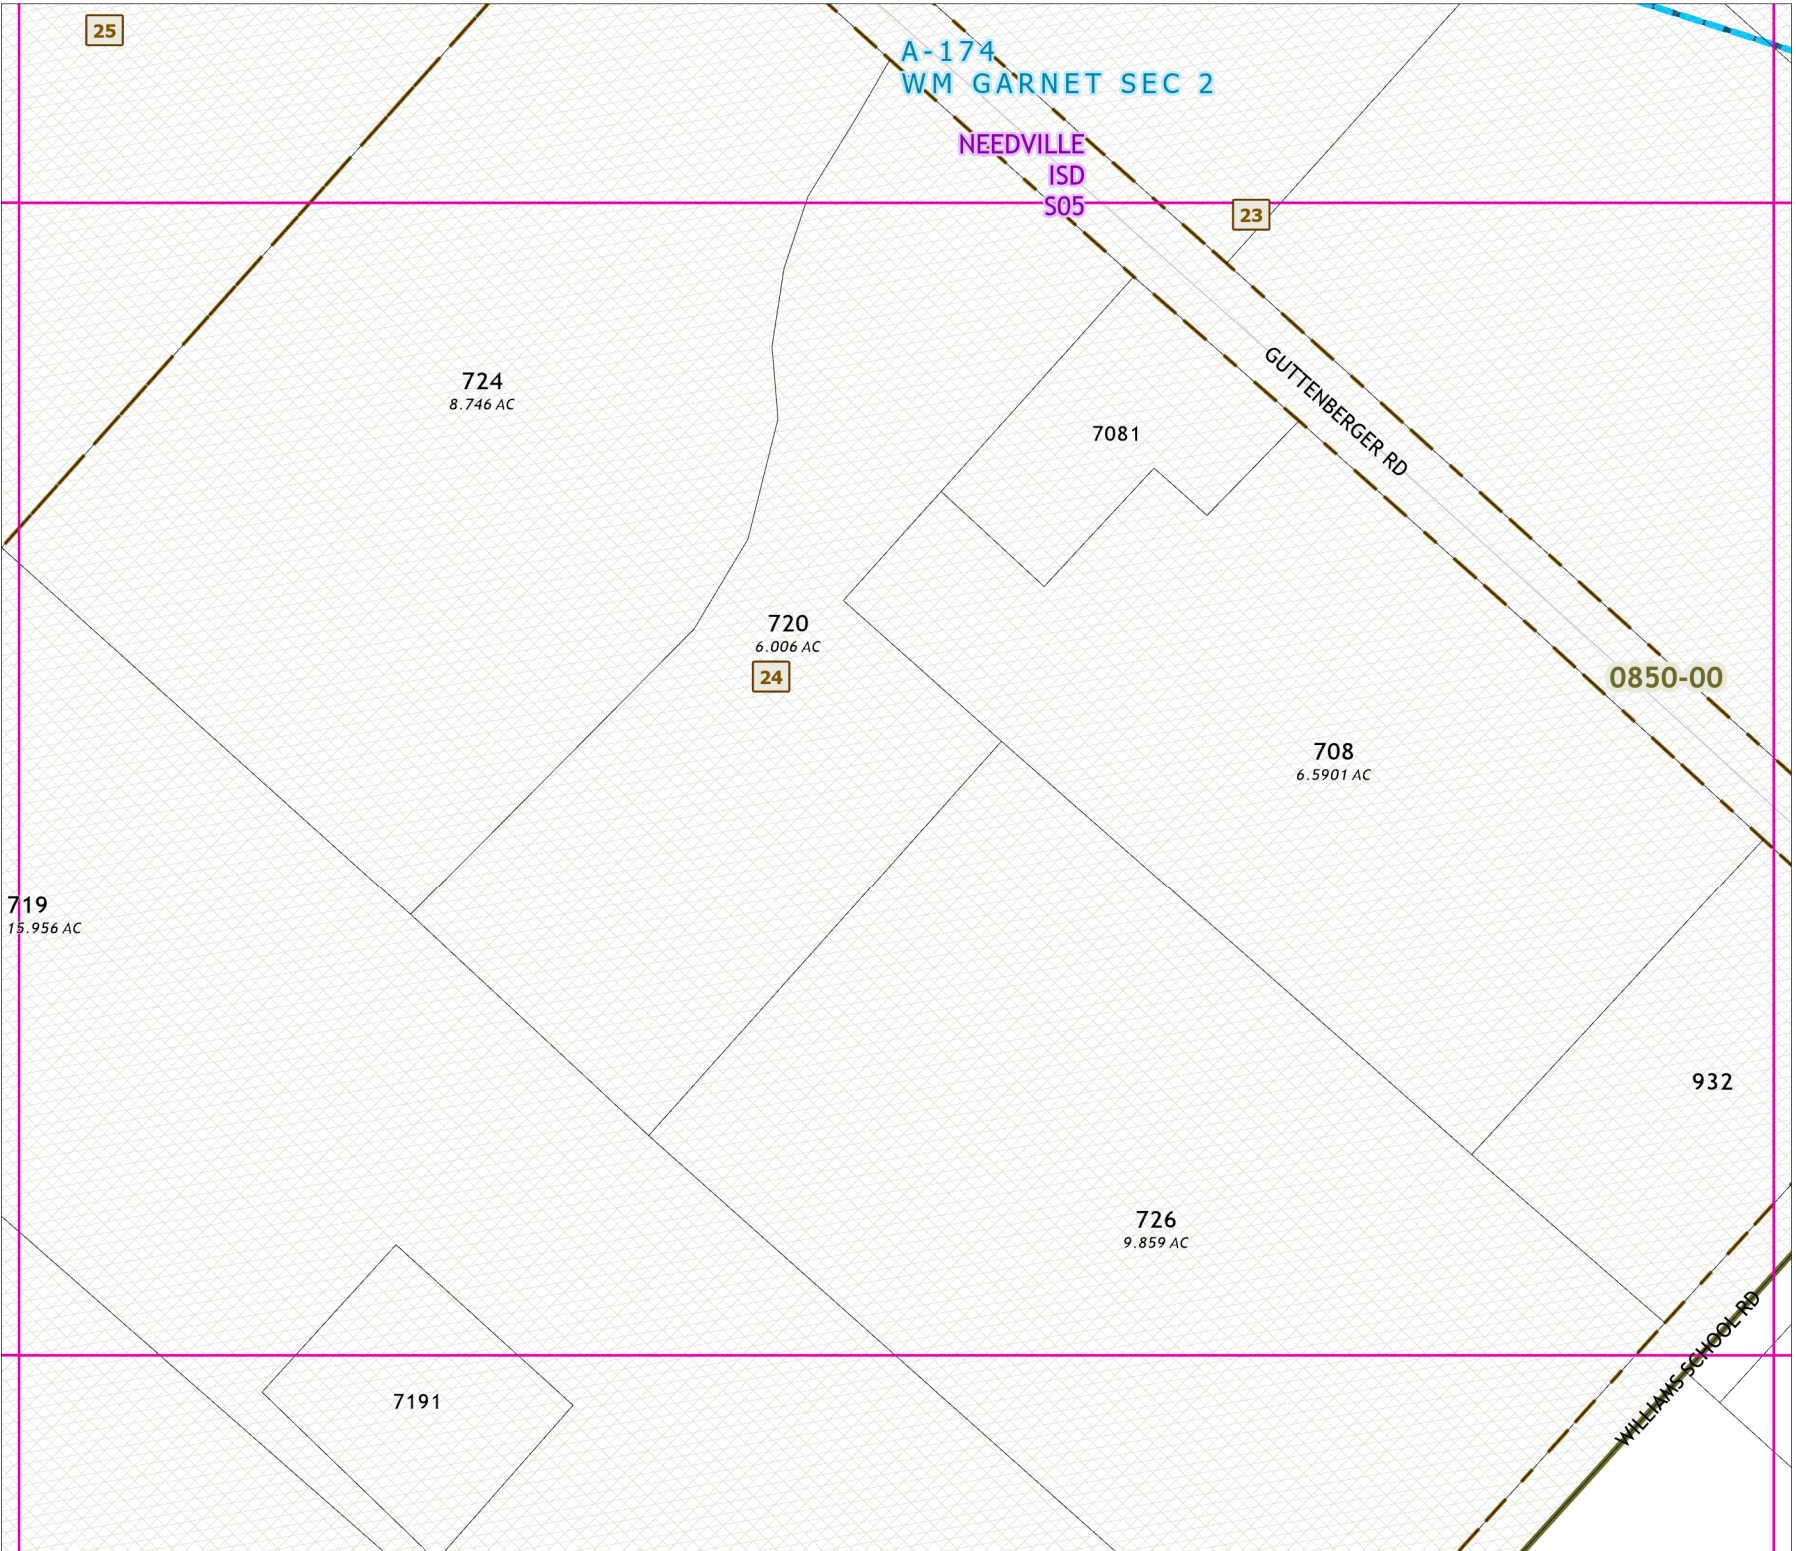 25
A-174
WM GARNET SEC 2
NEEDVILLE
ISD
S05
23
GUTTENBERGER RD
724
8.746 AC
7081
720
6.006 AC
24
0850-00
708
6.5901 AC
719
15.956 AC
932
726
9.859 AC
WILLIAMS SCHOOL RD
7191